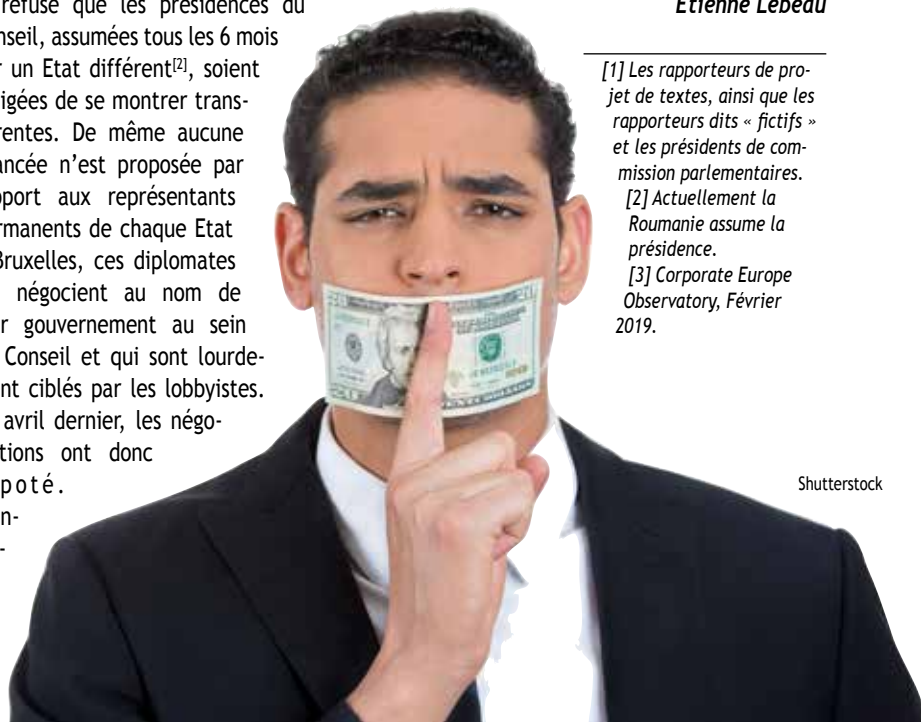 refuse que les présidences du
nseil, assumées tous les 6 mois
r un Etat différent[2], soient
igées de se montrer trans-
rentes. De même aucune
ancée n'est proposée par
port aux représentants
rmanents de chaque Etat
Bruxelles, ces diplomates
négocient au nom de
r gouvernement au sein
Conseil et qui sont lourde-
nt ciblés par les lobbyistes.
avril dernier, les négo-
tions ont donc
poté.
n-
-
Etienne Lebeau
[1] Les rapporteurs de pro-
jet de textes, ainsi que les
rapporteurs dits « fictifs »
et les présidents de com-
mission parlementaires.
[2] Actuellement la
Roumanie assume la
présidence.
[3] Corporate Europe
Observatory, Février
2019.
Shutterstock